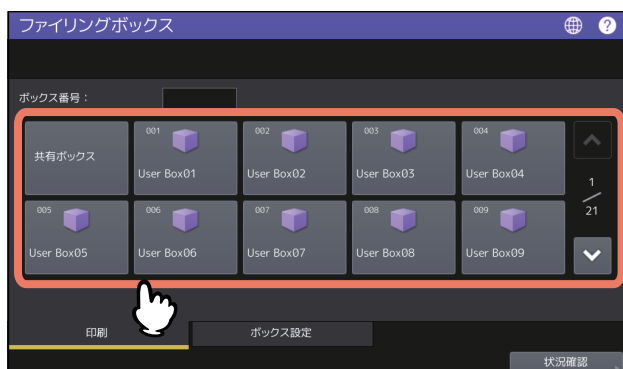 ファイリングボックス
?
ボックス番号：
共有ボックス
001
User Box01
002
User Box02
003
User Box03
004
User Box04
1
21
005
User Box05
006
User Box06
007
User Box07
008
User Box08
009
User Box09
印刷
ボックス設定
状況確認